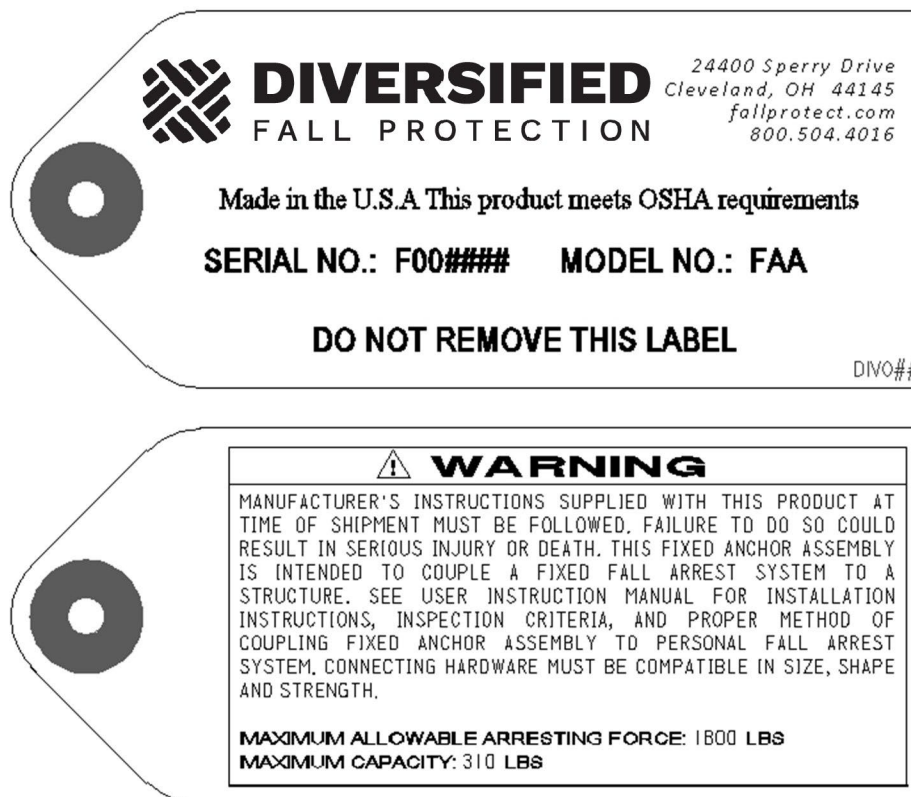 DIVERSIFIED
FALL PROTECTION
24400 Sperry Drive
Cleveland, OH 44145
fallprotect.com
800.504.4016
Made in the U.S.A This product meets OSHA requirements
SERIAL NO.: F00#### MODEL NO.: FAA
DO NOT REMOVE THIS LABEL
DIVO##
⚠ WARNING
MANUFACTURER'S INSTRUCTIONS SUPPLIED WITH THIS PRODUCT AT
TIME OF SHIPMENT MUST BE FOLLOWED. FAILURE TO DO SO COULD
RESULT IN SERIOUS INJURY OR DEATH. THIS FIXED ANCHOR ASSEMBLY
IS INTENDED TO COUPLE A FIXED FALL ARREST SYSTEM TO A
STRUCTURE. SEE USER INSTRUCTION MANUAL FOR INSTALLATION
INSTRUCTIONS, INSPECTION CRITERIA, AND PROPER METHOD OF
COUPLING FIXED ANCHOR ASSEMBLY TO PERSONAL FALL ARREST
SYSTEM. CONNECTING HARDWARE MUST BE COMPATIBLE IN SIZE, SHAPE
AND STRENGTH.
MAXIMUM ALLOWABLE ARRESTING FORCE: 1800 LBS
MAXIMUM CAPACITY: 310 LBS